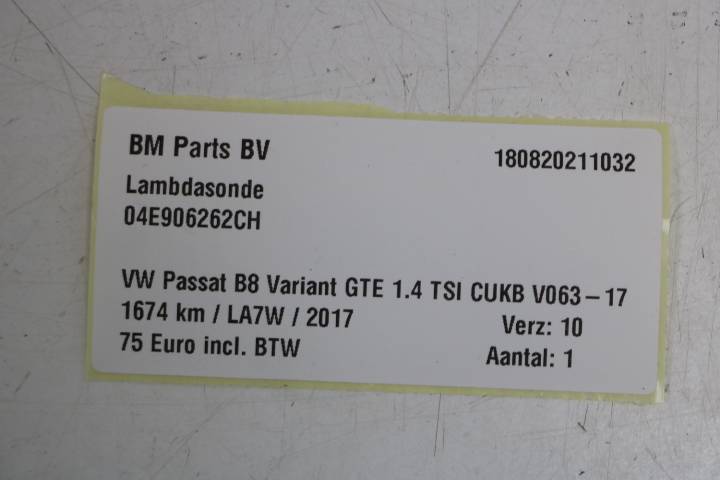 BM Parts BV 180820211032
Lambdasonde
04E906262CH
VW Passat B8 Variant GTE 1.4 TSI CUKB V063-17
1674 km / LA7W / 2017 Verz: 10
75 Euro incl. BTW Aantal: 1